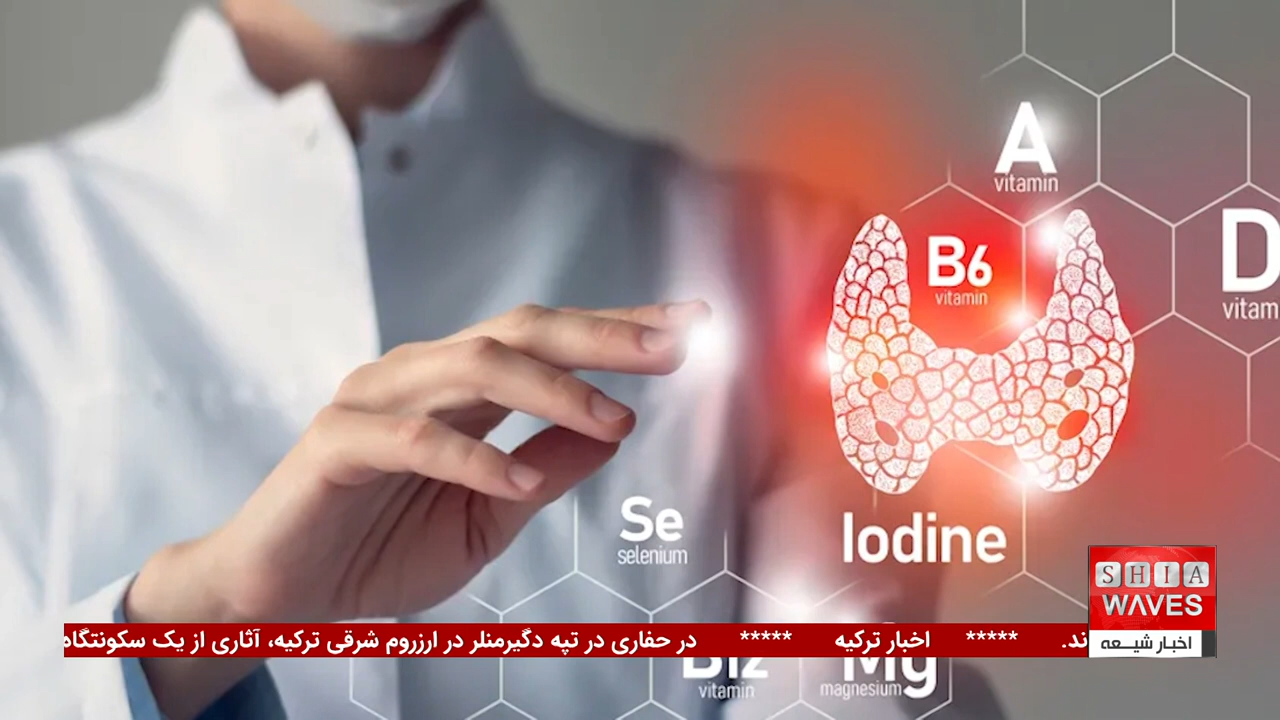 A
vitamin
B6
vitamin
D
vitam
Se
selenium
Iodine
SHIA
WAVES
اخبار شیعه
ند. ***** اخبار ترکیه ***** در حفاری در تپه دگیرمنلر در ارزروم شرقی ترکیه، آثاری از یک سکونتگاه
B12
vitamin
Mg
magnesium